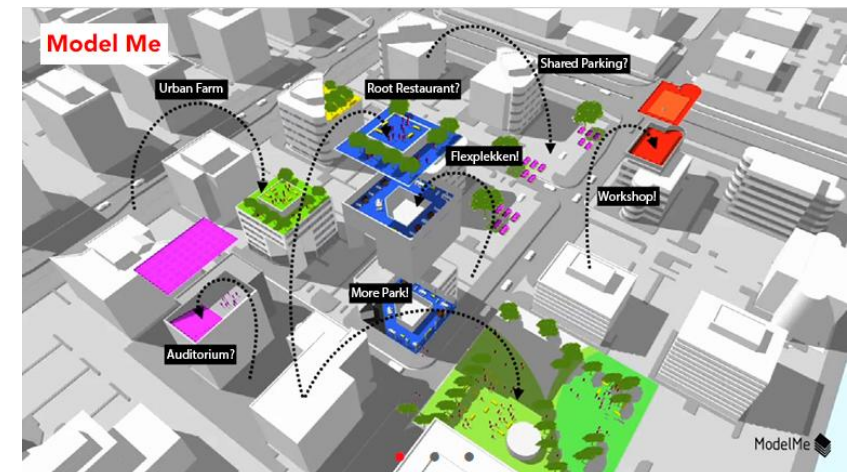 Model Me
Urban Farm
Root Restaurant?
Shared Parking?
Flexplekken!
Workshop!
More Park!
Auditorium?
ModelMe